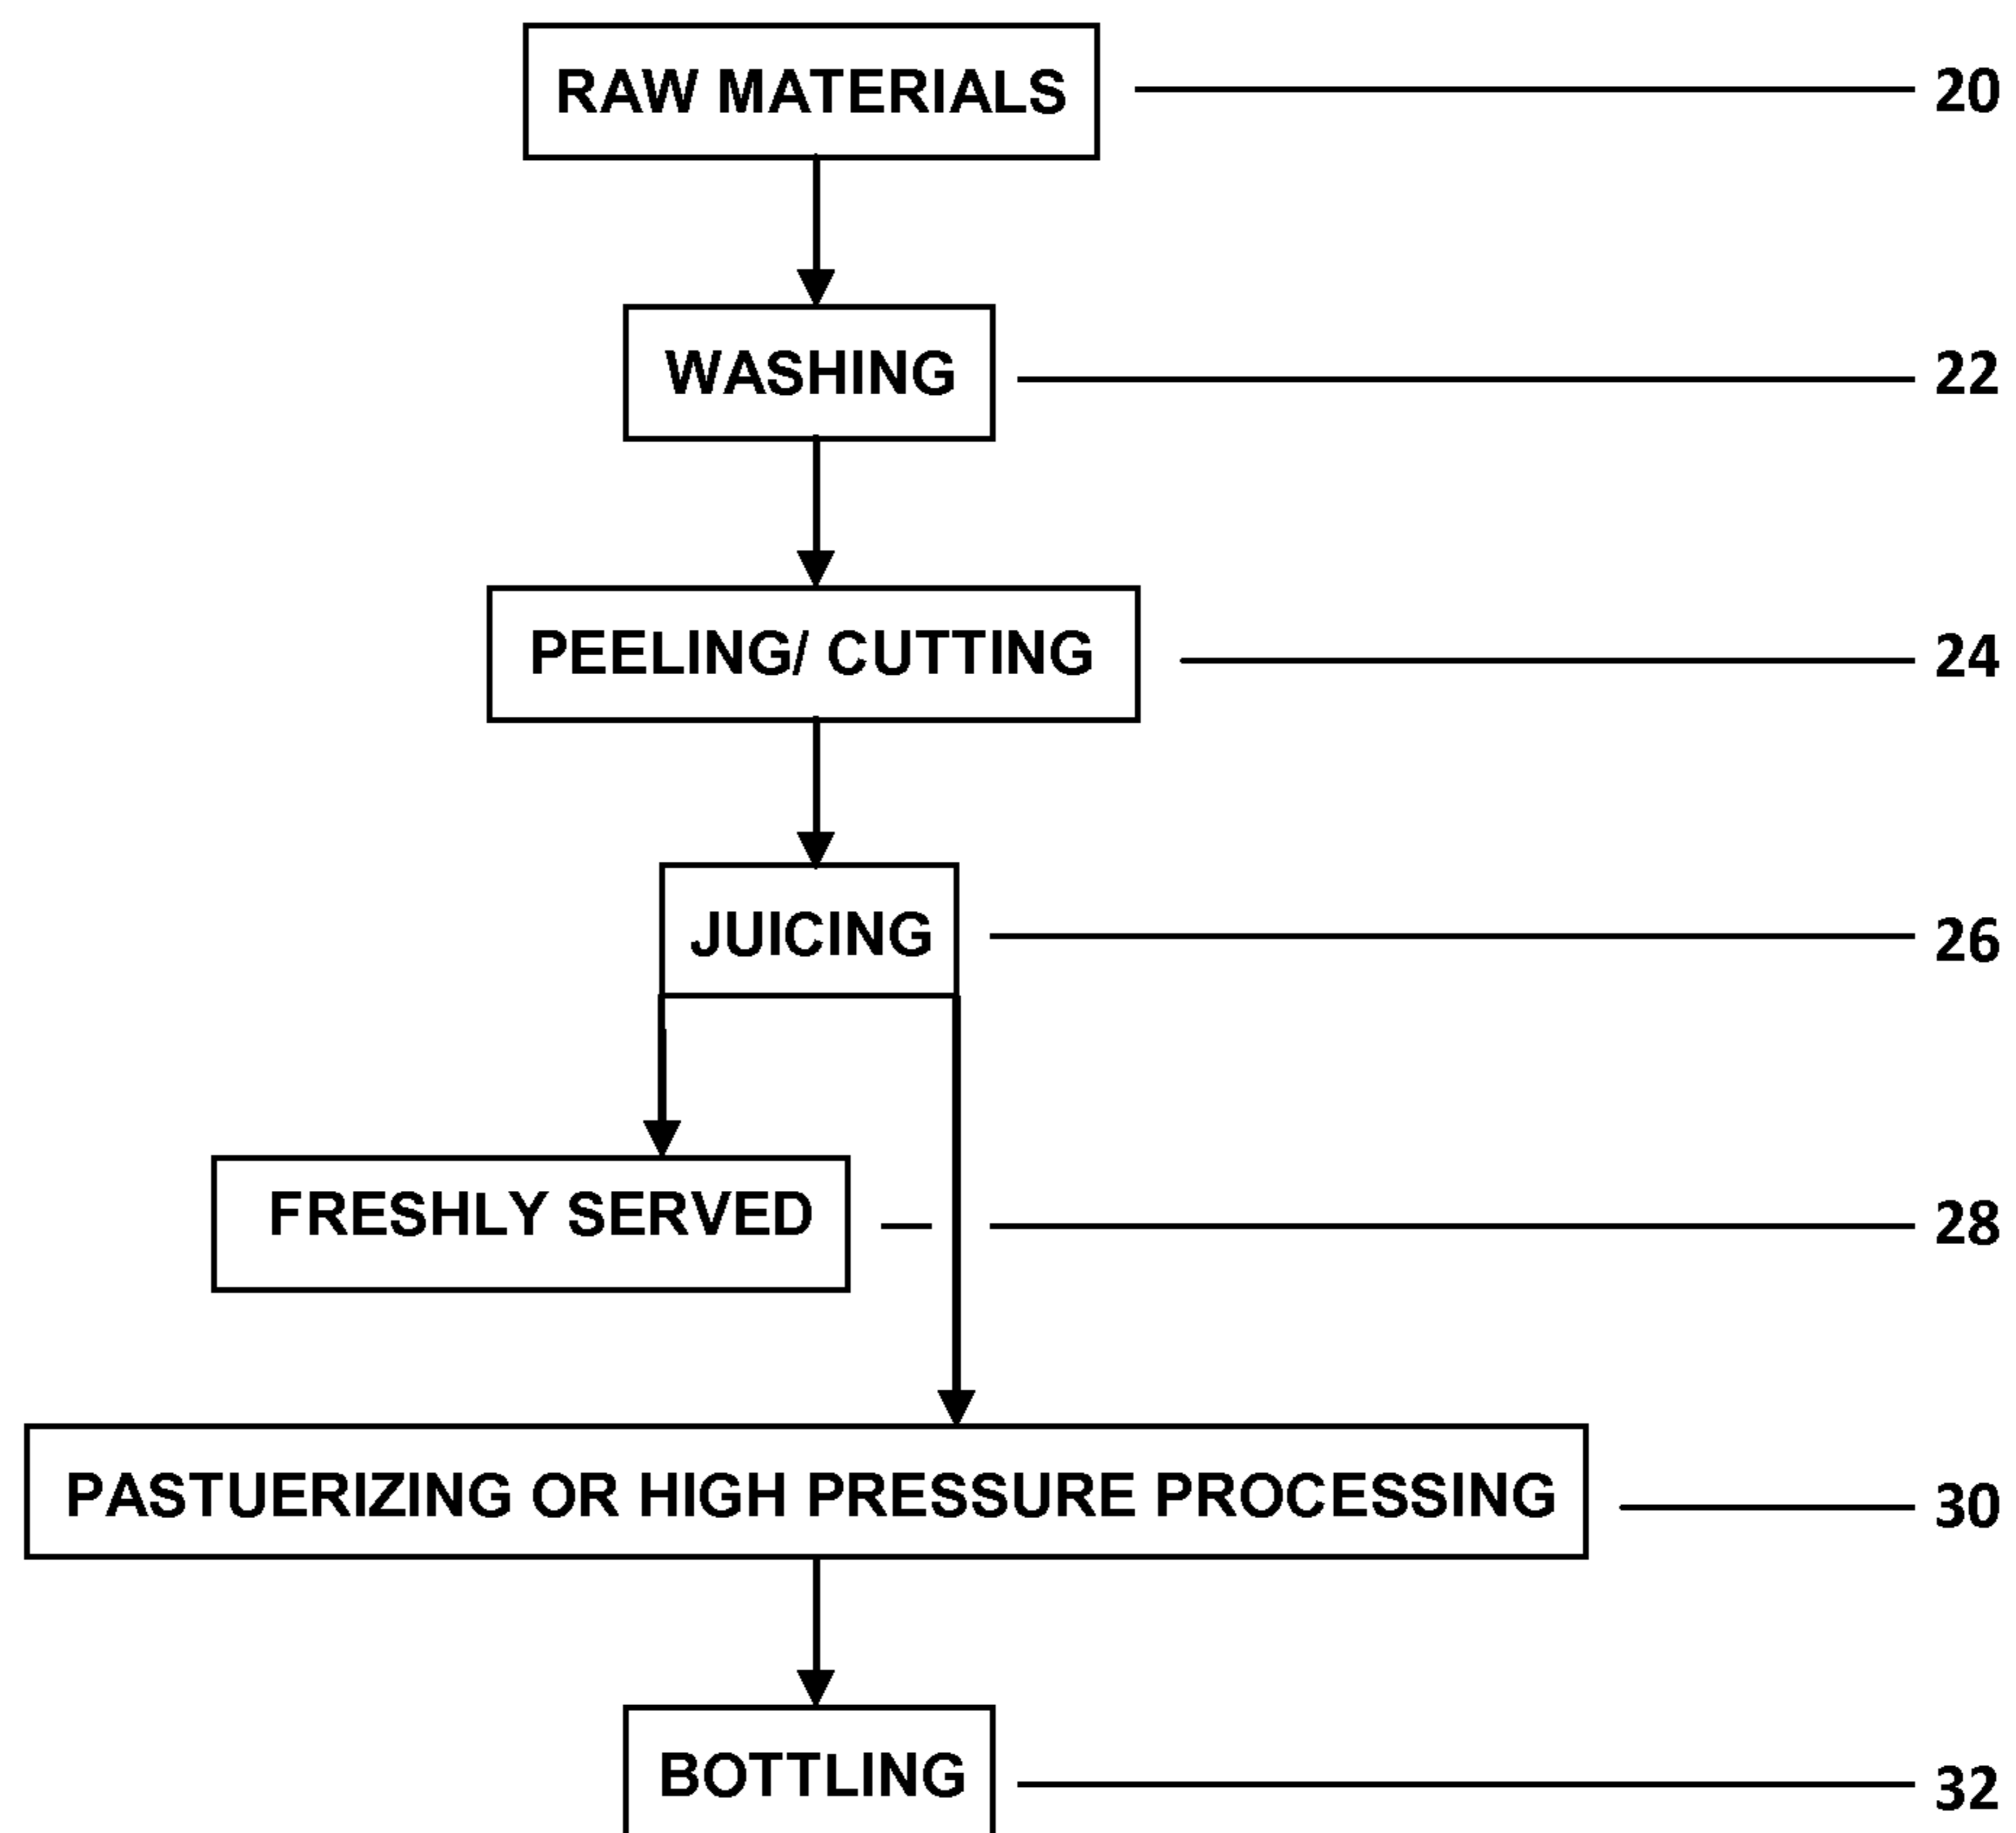 RAW MATERIALS 20
WASHING 22
PEELING/ CUTTING 24
JUICING 26
FRESHLY SERVED 28
PASTUERIZING OR HIGH PRESSURE PROCESSING 30
BOTTLING 32